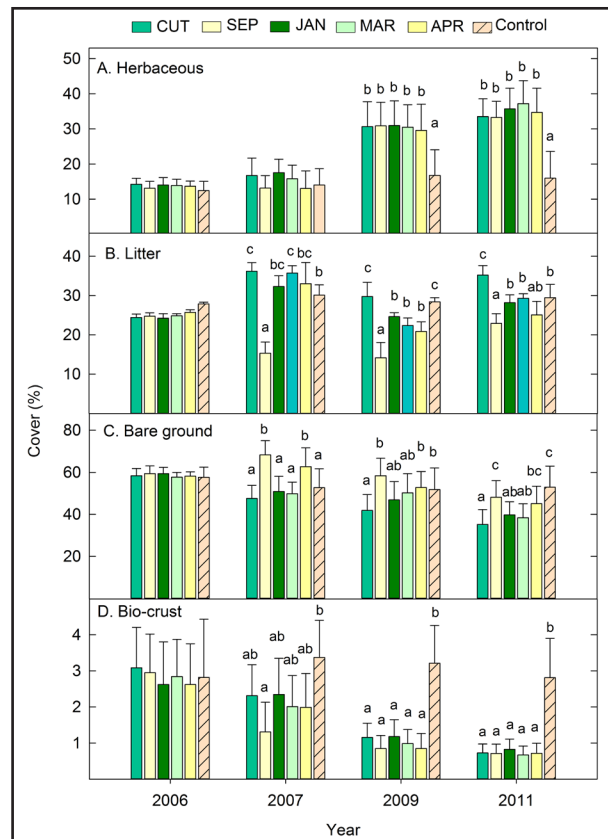 CUT SEP JAN MAR APR Control
A. Herbaceous
50
40
30
20
10
b b b b b a
b b b b b a
B. Litter
40
30
20
10
c a bc c bc b
c a b b b c
c a b b ab b
C. Bare ground
80
60
40
20
a b a a b a
a b ab ab b b
a c ab ab bc c
D. Bio-crust
4
3
2
1
ab a ab ab ab b
a a a a a b
a a a a a b
Cover (%)
2006 2007 2009 2011
Year